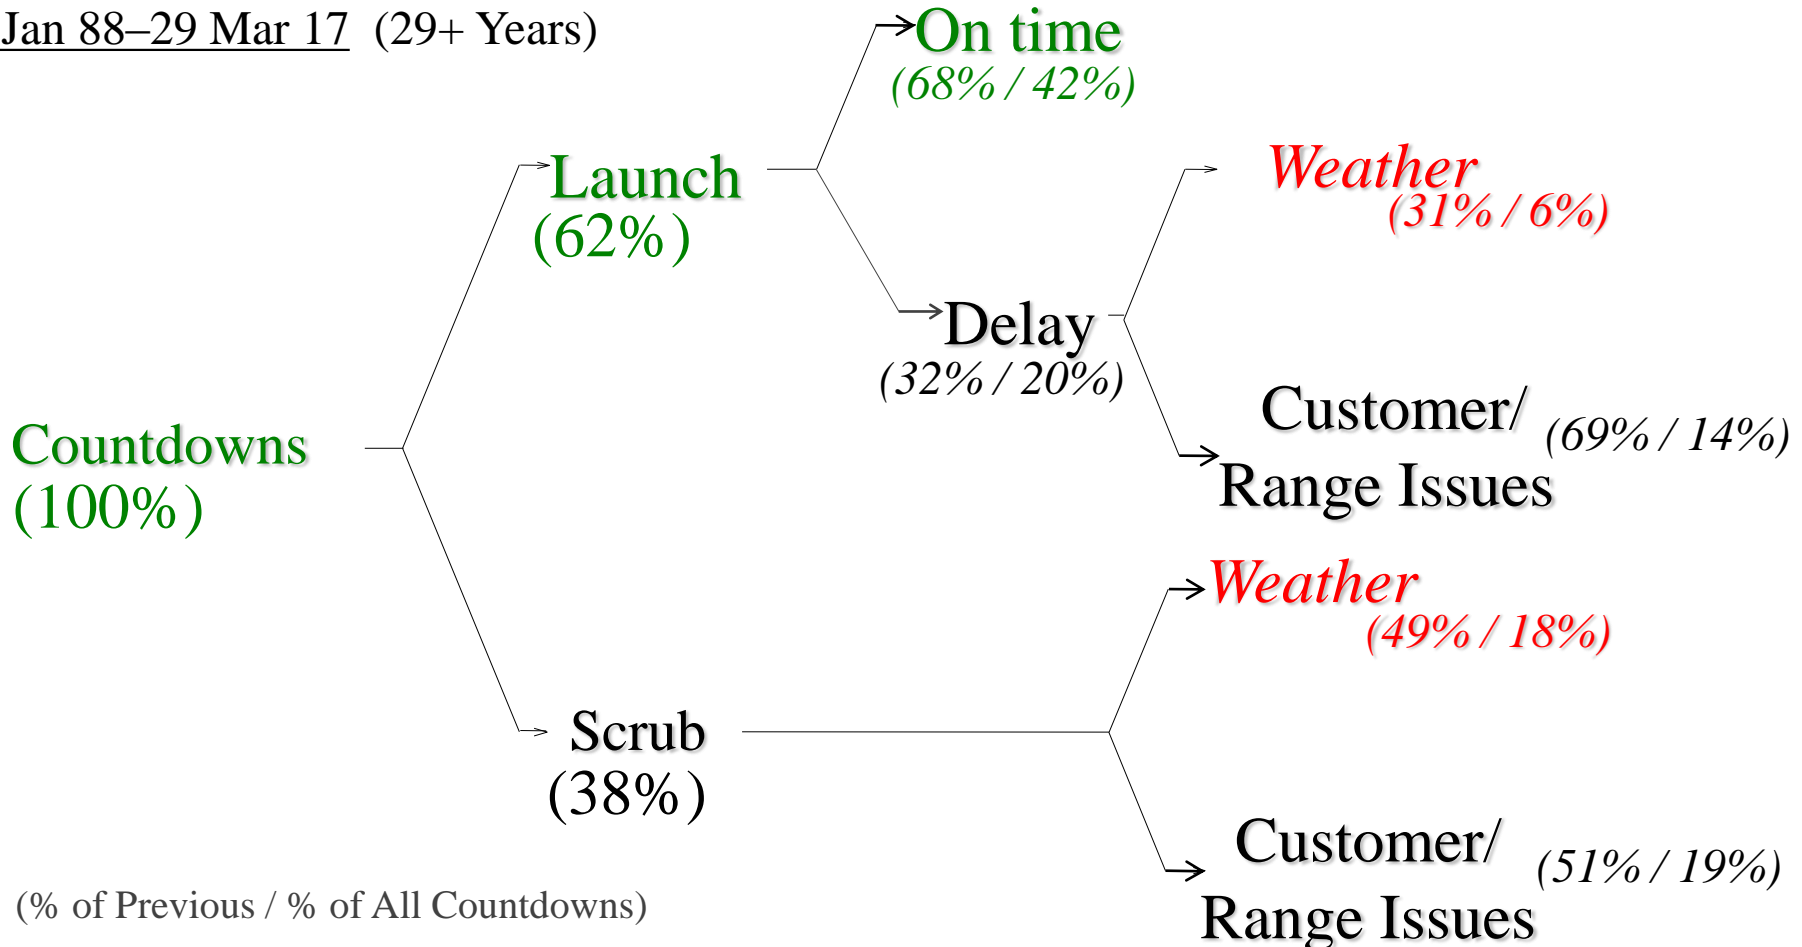 Jan 88–29 Mar 17 (29+ Years)
On time
(68% / 42%)
Launch
(62%)
Weather
(31% / 6%)
Delay
(32% / 20%)
Customer/
Range Issues
(69% / 14%)
Countdowns
(100%)
Weather
(49% / 18%)
Scrub
(38%)
Customer/
Range Issues
(51% / 19%)
(% of Previous / % of All Countdowns)